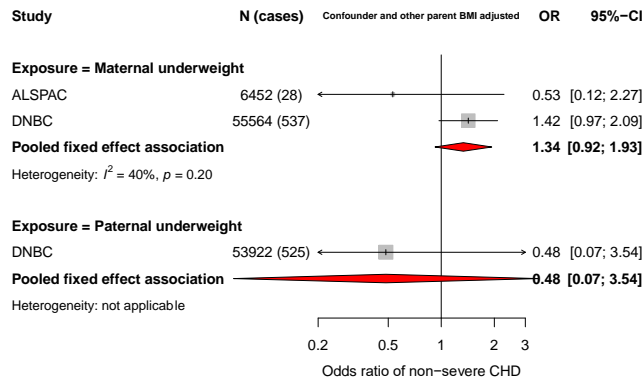 Study N (cases) Confounder and other parent BMI adjusted OR 95%−CI
Exposure = Maternal underweight
ALSPAC 6452 (28) 0.53 [0.12; 2.27]
DNBC 55564 (537) 1.42 [0.97; 2.09]
Pooled fixed effect association 1.34 [0.92; 1.93]
Heterogeneity: I² = 40%, p = 0.20
Exposure = Paternal underweight
DNBC 53922 (525) 0.48 [0.07; 3.54]
Pooled fixed effect association 0.48 [0.07; 3.54]
Heterogeneity: not applicable
0.2 0.5 1 2 3
Odds ratio of non−severe CHD